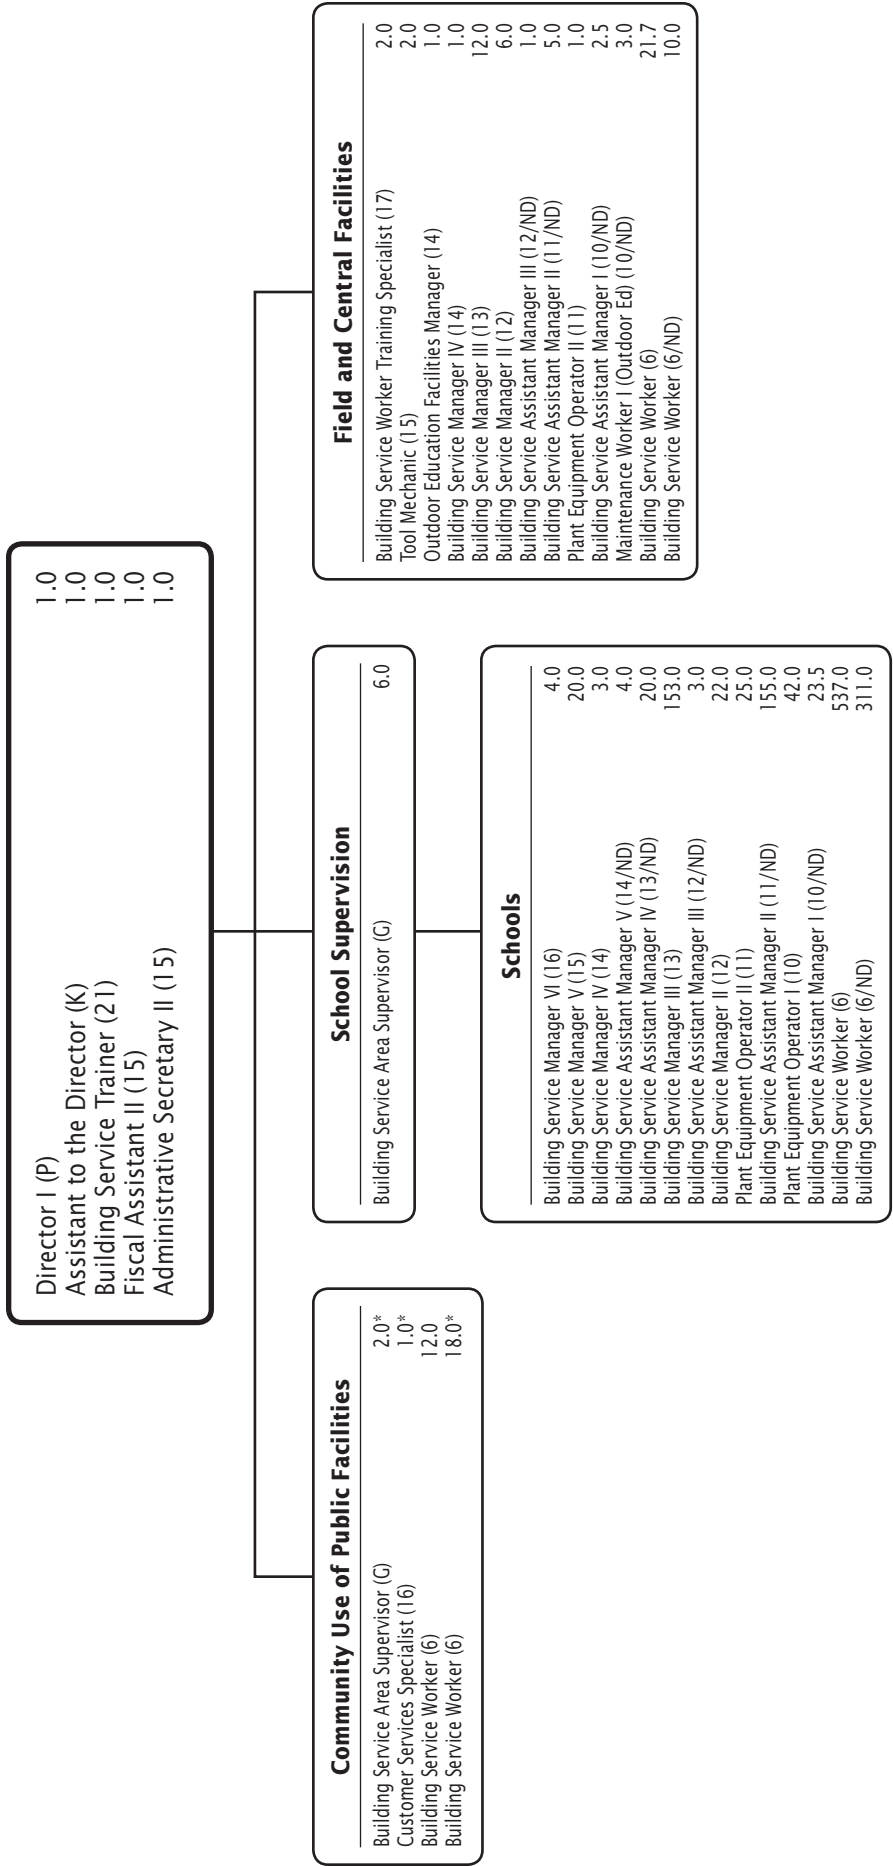 Director I (P) 1.0
Assistant to the Director (K) 1.0
Building Service Trainer (21) 1.0
Fiscal Assistant II (15) 1.0
Administrative Secretary II (15) 1.0
Community Use of Public Facilities
Building Service Area Supervisor (G) 2.0*
Customer Services Specialist (16) 1.0*
Building Service Worker (6) 12.0
Building Service Worker (6) 18.0*
School Supervision
Building Service Area Supervisor (G) 6.0
Schools
Building Service Manager VI (16) 4.0
Building Service Manager V (15) 20.0
Building Service Manager IV (14) 3.0
Building Service Assistant Manager V (14/ND) 4.0
Building Service Assistant Manager IV (13/ND) 20.0
Building Service Manager III (13) 153.0
Building Service Assistant Manager III (12/ND) 3.0
Building Service Manager II (12) 22.0
Plant Equipment Operator II (11) 25.0
Building Service Assistant Manager II (11/ND) 155.0
Plant Equipment Operator I (10) 42.0
Building Service Assistant Manager I (10/ND) 23.5
Building Service Worker (6) 537.0
Building Service Worker (6/ND) 311.0
Field and Central Facilities
Building Service Worker Training Specialist (17) 2.0
Tool Mechanic (15) 2.0
Outdoor Education Facilities Manager (14) 1.0
Building Service Manager IV (14) 1.0
Building Service Manager III (13) 12.0
Building Service Manager II (12) 6.0
Building Service Assistant Manager III (12/ND) 1.0
Building Service Assistant Manager II (11/ND) 5.0
Plant Equipment Operator II (11) 1.0
Building Service Assistant Manager I (10/ND) 2.5
Maintenance Worker I (Outdoor Ed) (10/ND) 3.0
Building Service Worker (6) 21.7
Building Service Worker (6/ND) 10.0